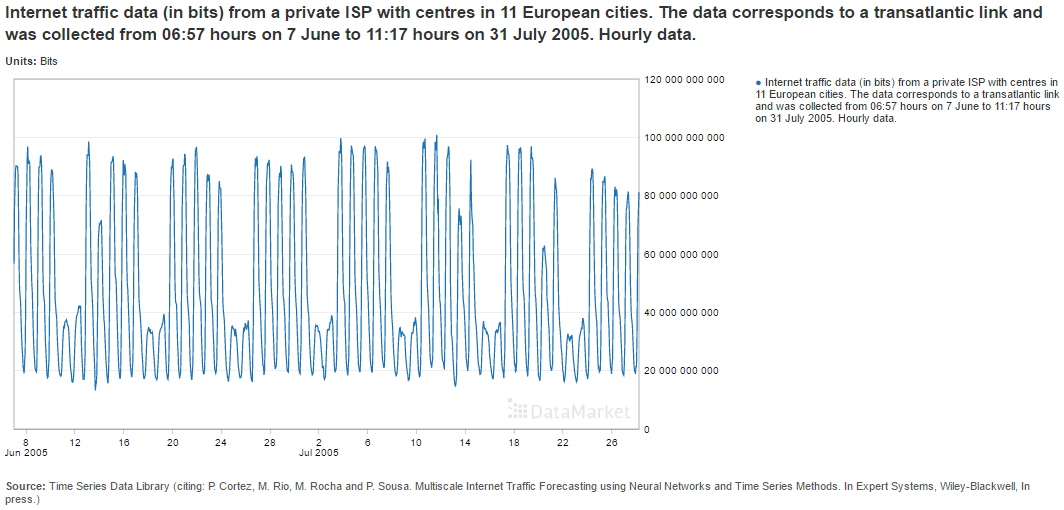 Internet traffic data (in bits) from a private ISP with centres in 11 European cities. The data corresponds to a transatlantic link and
was collected from 06:57 hours on 7 June to 11:17 hours on 31 July 2005. Hourly data.
Units: Bits
120 000 000 000
100 000 000 000
80 000 000 000
60 000 000 000
40 000 000 000
20 000 000 000
0
● Internet traffic data (in bits) from a private ISP with centres in
11 European cities. The data corresponds to a transatlantic link
and was collected from 06:57 hours on 7 June to 11:17 hours
on 31 July 2005. Hourly data.
DataMarket
8 12 16 20 24 28 2 6 10 14 18 22 26
Jun 2005 Jul 2005
Source: Time Series Data Library (citing: P. Cortez, M. Rio, M. Rocha and P. Sousa. Multiscale Internet Traffic Forecasting using Neural Networks and Time Series Methods. In Expert Systems, Wiley-Blackwell, In
press.)